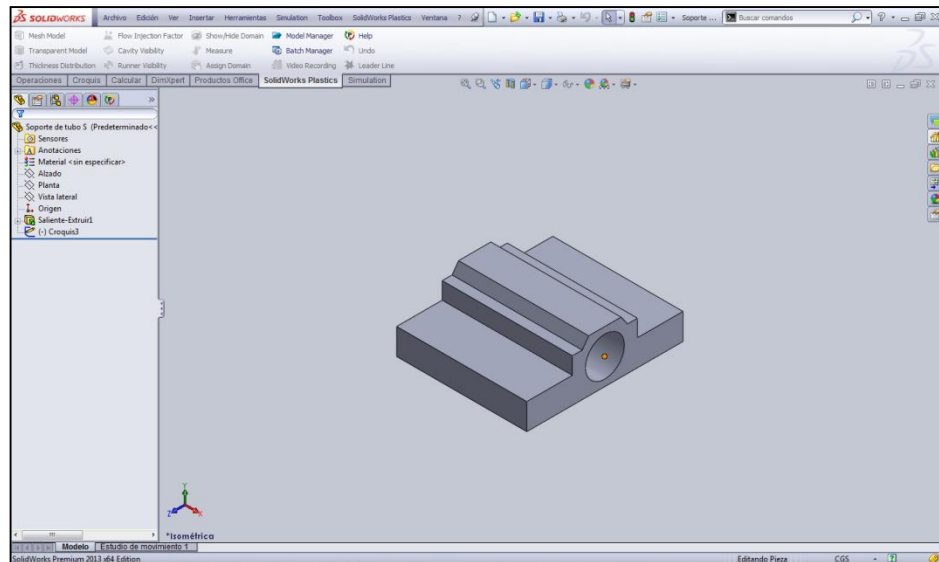 SOLIDWORKS Archivo Edición Ver Insertar Herramientas Simulation Toolbox SolidWorks Plastics Ventana ? Soporte ... Buscar comandos
Mesh Model Flow Injection Factor Show/Hide Domain Model Manager Help
Transparent Model Cavity Visibility Measure Batch Manager Undo
Thickness Distribution Runner Visibility Assign Domain Video Recording Leader Line
Operaciones Croquis Calcular DimXpert Productos Office SolidWorks Plastics Simulation
Soporte de tubo S (Predeterminado<<
Sensores
Anotaciones
Material <sin especificar>
Alzado
Planta
Vista lateral
Origen
Saliente-Extruir1
(-) Croquis3
Y
Z X
*Isométrica
Modelo Estudio de movimiento 1
SolidWorks Premium 2013 x64 Edition Editando Pieza CGS